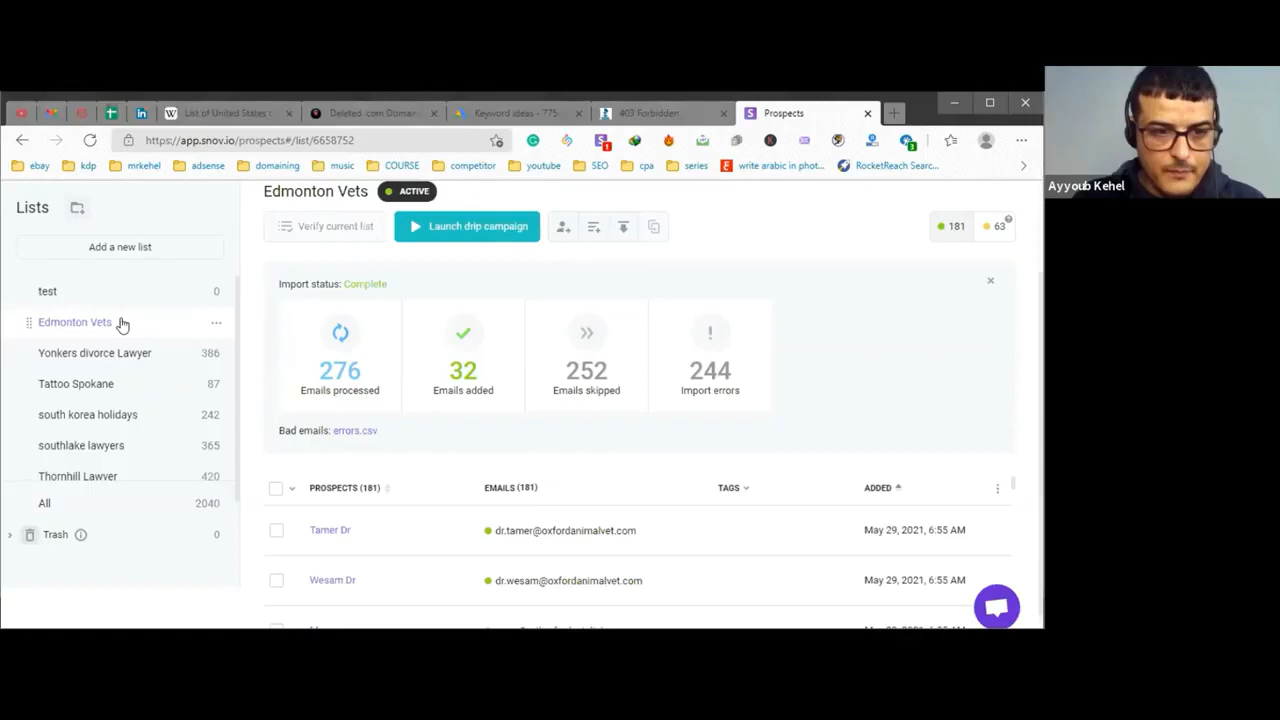 List of United States c
Deleted .com Domain
Keyword ideas - 775
403 Forbidden
Prospects
https://app.snov.io/prospects#/list/6658752
1
3
ebay
kdp
mrkehel
adsense
domaining
music
COURSE
competitor
youtube
SEO
cpa
series
write arabic in phot...
RocketReach Searc...
Ayyoub Kehel
Lists
Add a new list
test 0
Edmonton Vets
Yonkers divorce Lawyer 386
Tattoo Spokane 87
south korea holidays 242
southlake lawyers 365
Thornhill Lawyer 420
All 2040
Trash 0
Edmonton Vets ACTIVE
Verify current list
Launch drip campaign
181
63
Import status: Complete
276
Emails processed
32
Emails added
252
Emails skipped
244
Import errors
Bad emails: errors.csv
PROSPECTS (181) EMAILS (181) TAGS ADDED
Tamer Dr dr.tamer@oxfordanimalvet.com May 29, 2021, 6:55 AM
Wesam Dr dr.wesam@oxfordanimalvet.com May 29, 2021, 6:55 AM